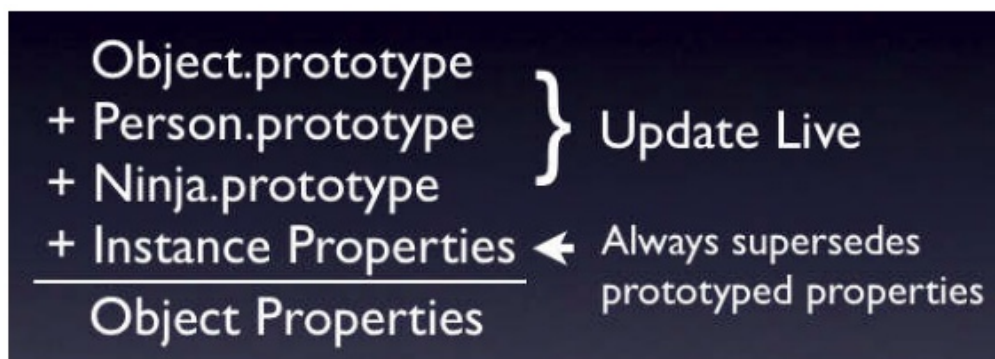 Object.prototype
+ Person.prototype
+ Ninja.prototype
} Update Live
+ Instance Properties
Always supersedes
prototyped properties
Object Properties